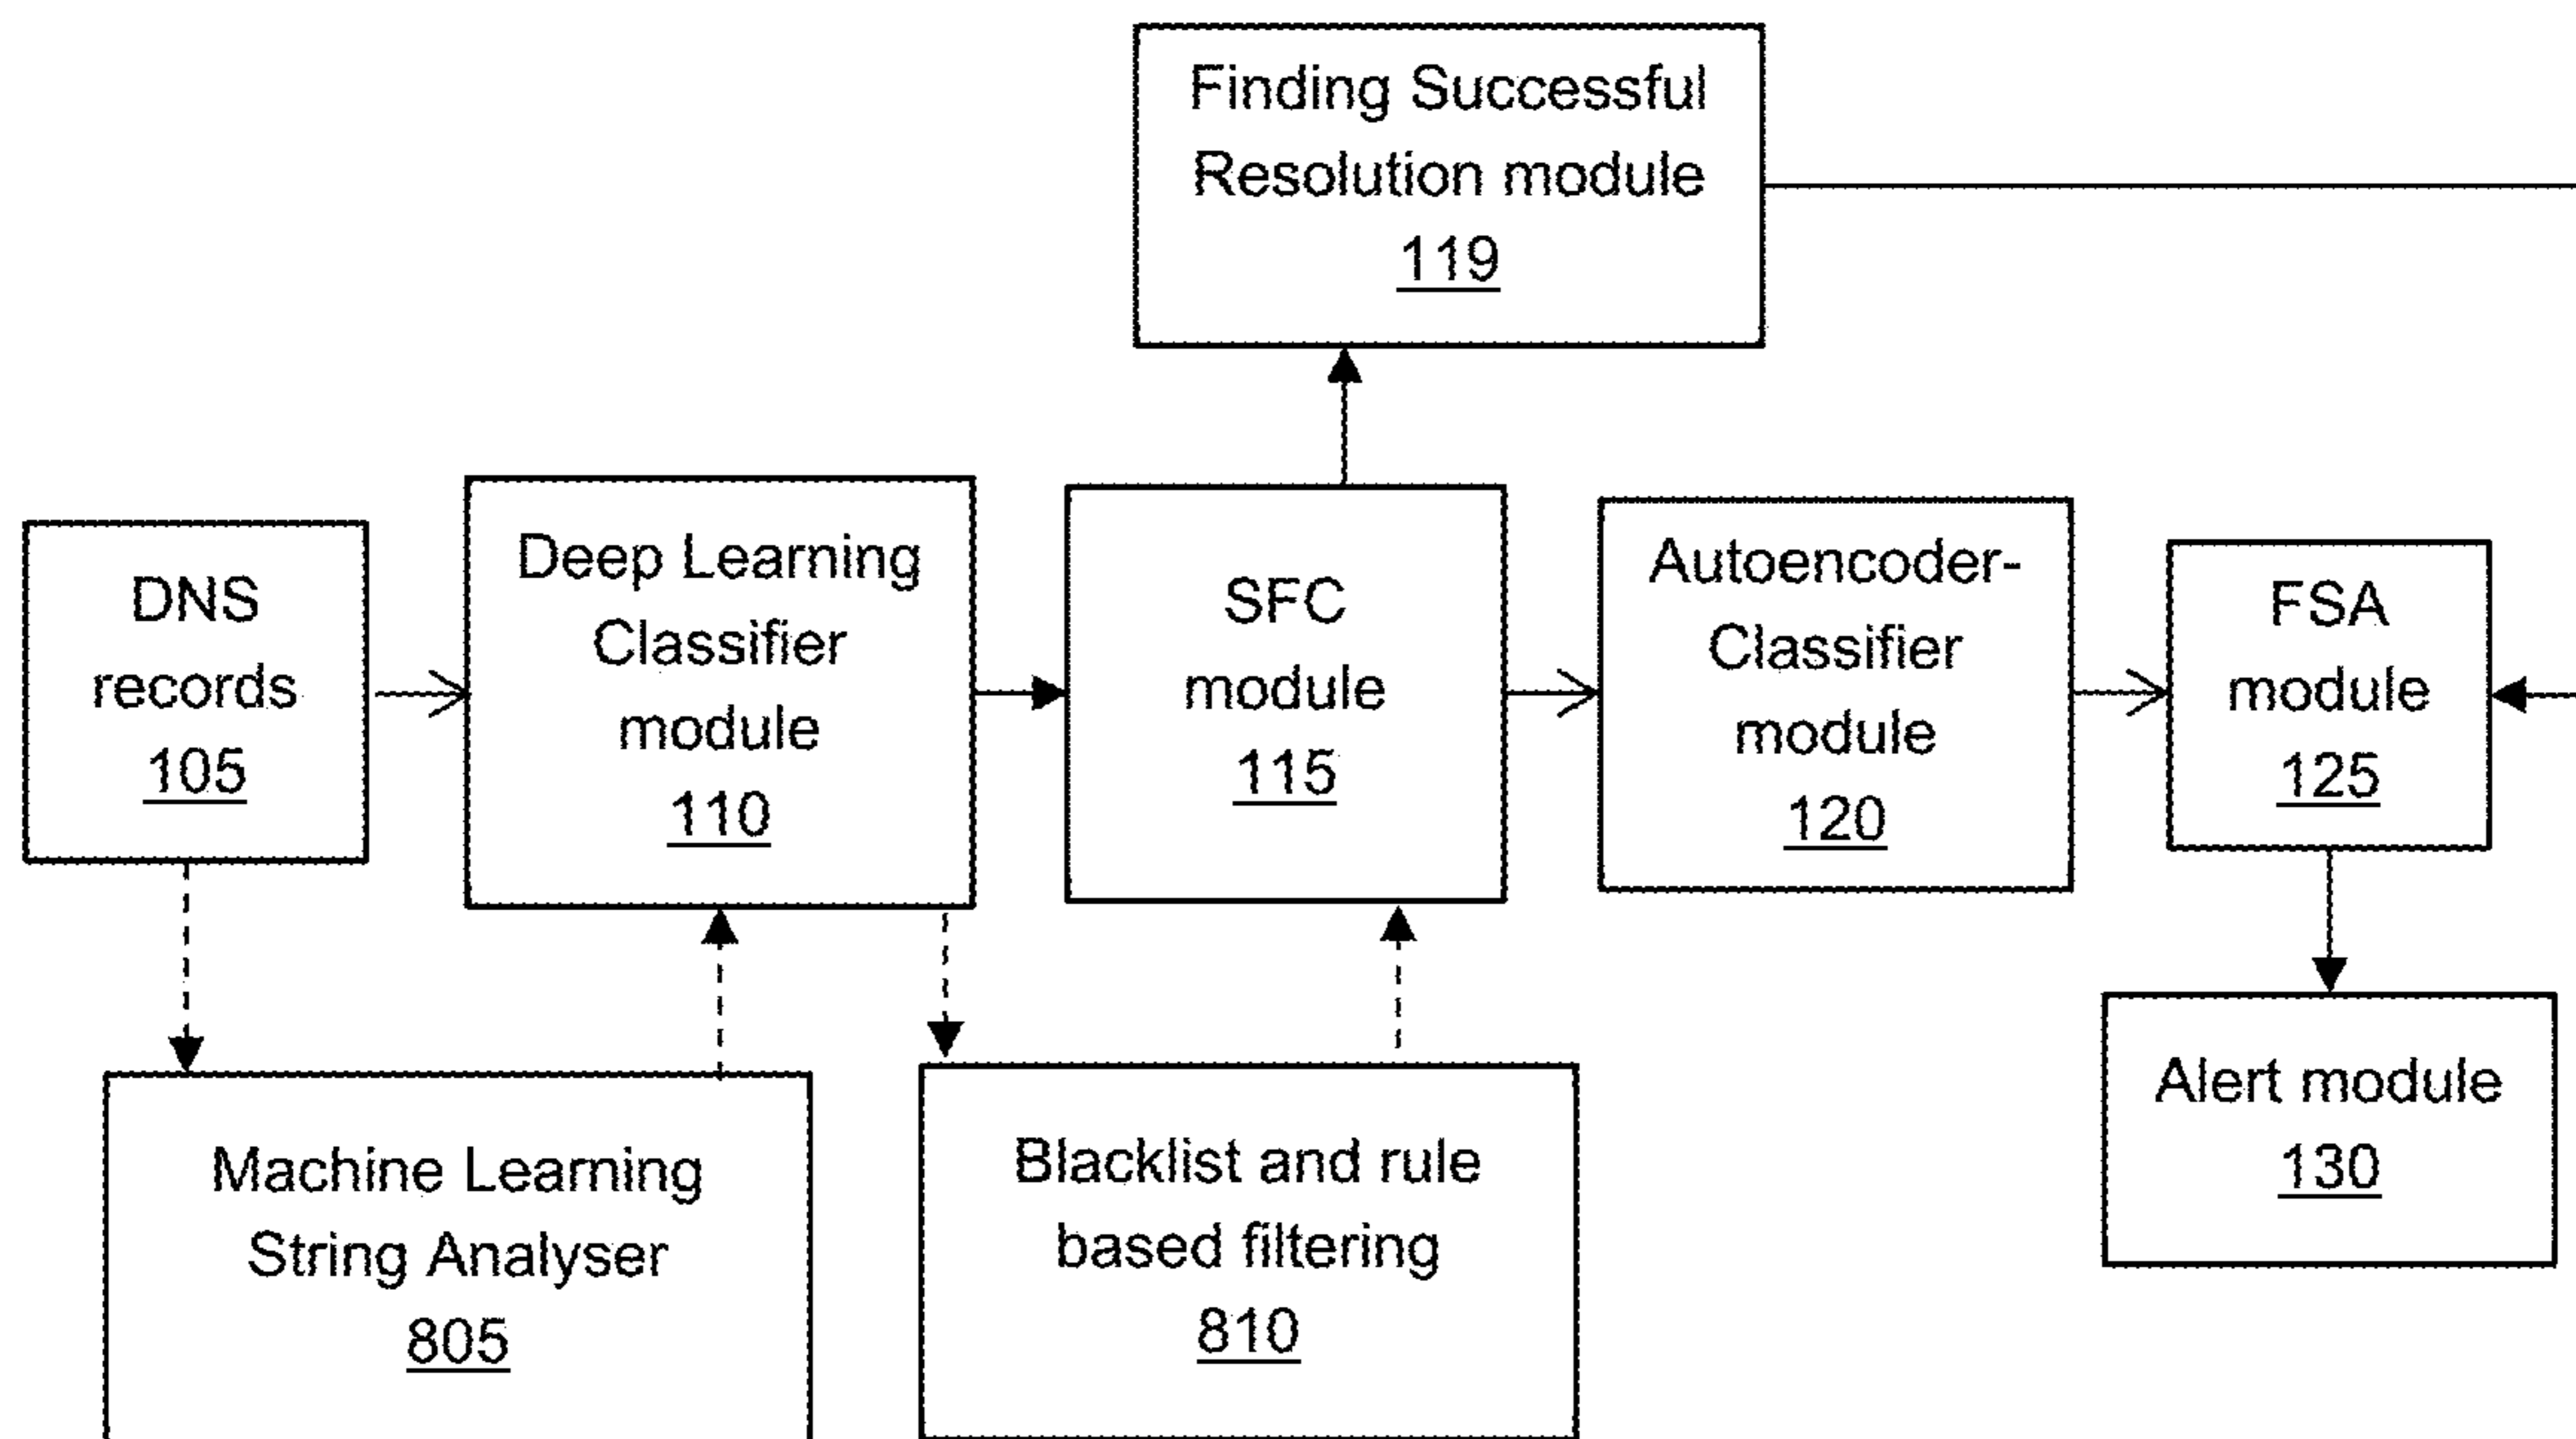 Finding Successful
Resolution module
119
DNS
records
105
Deep Learning
Classifier
module
110
SFC
module
115
Autoencoder-
Classifier
module
120
FSA
module
125
Machine Learning
String Analyser
805
Blacklist and rule
based filtering
810
Alert module
130